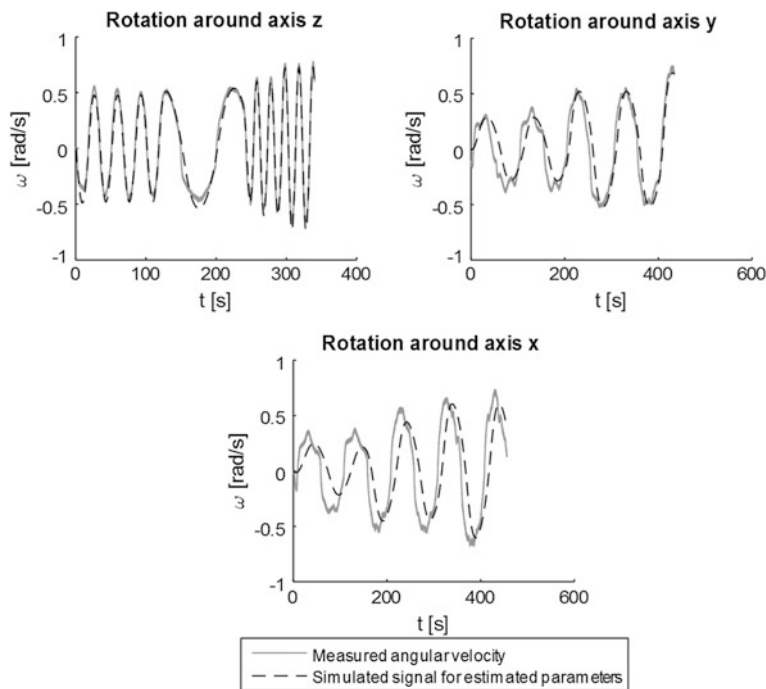 Rotation around axis z
1
0.5
0
-0.5
-1
ω [rad/s]
0 100 200 300 400
t [s]
Rotation around axis y
1
0.5
0
-0.5
-1
ω [rad/s]
0 200 400 600
t [s]
Rotation around axis x
1
0.5
0
-0.5
-1
ω [rad/s]
0 200 400 600
t [s]
Measured angular velocity
Simulated signal for estimated parameters